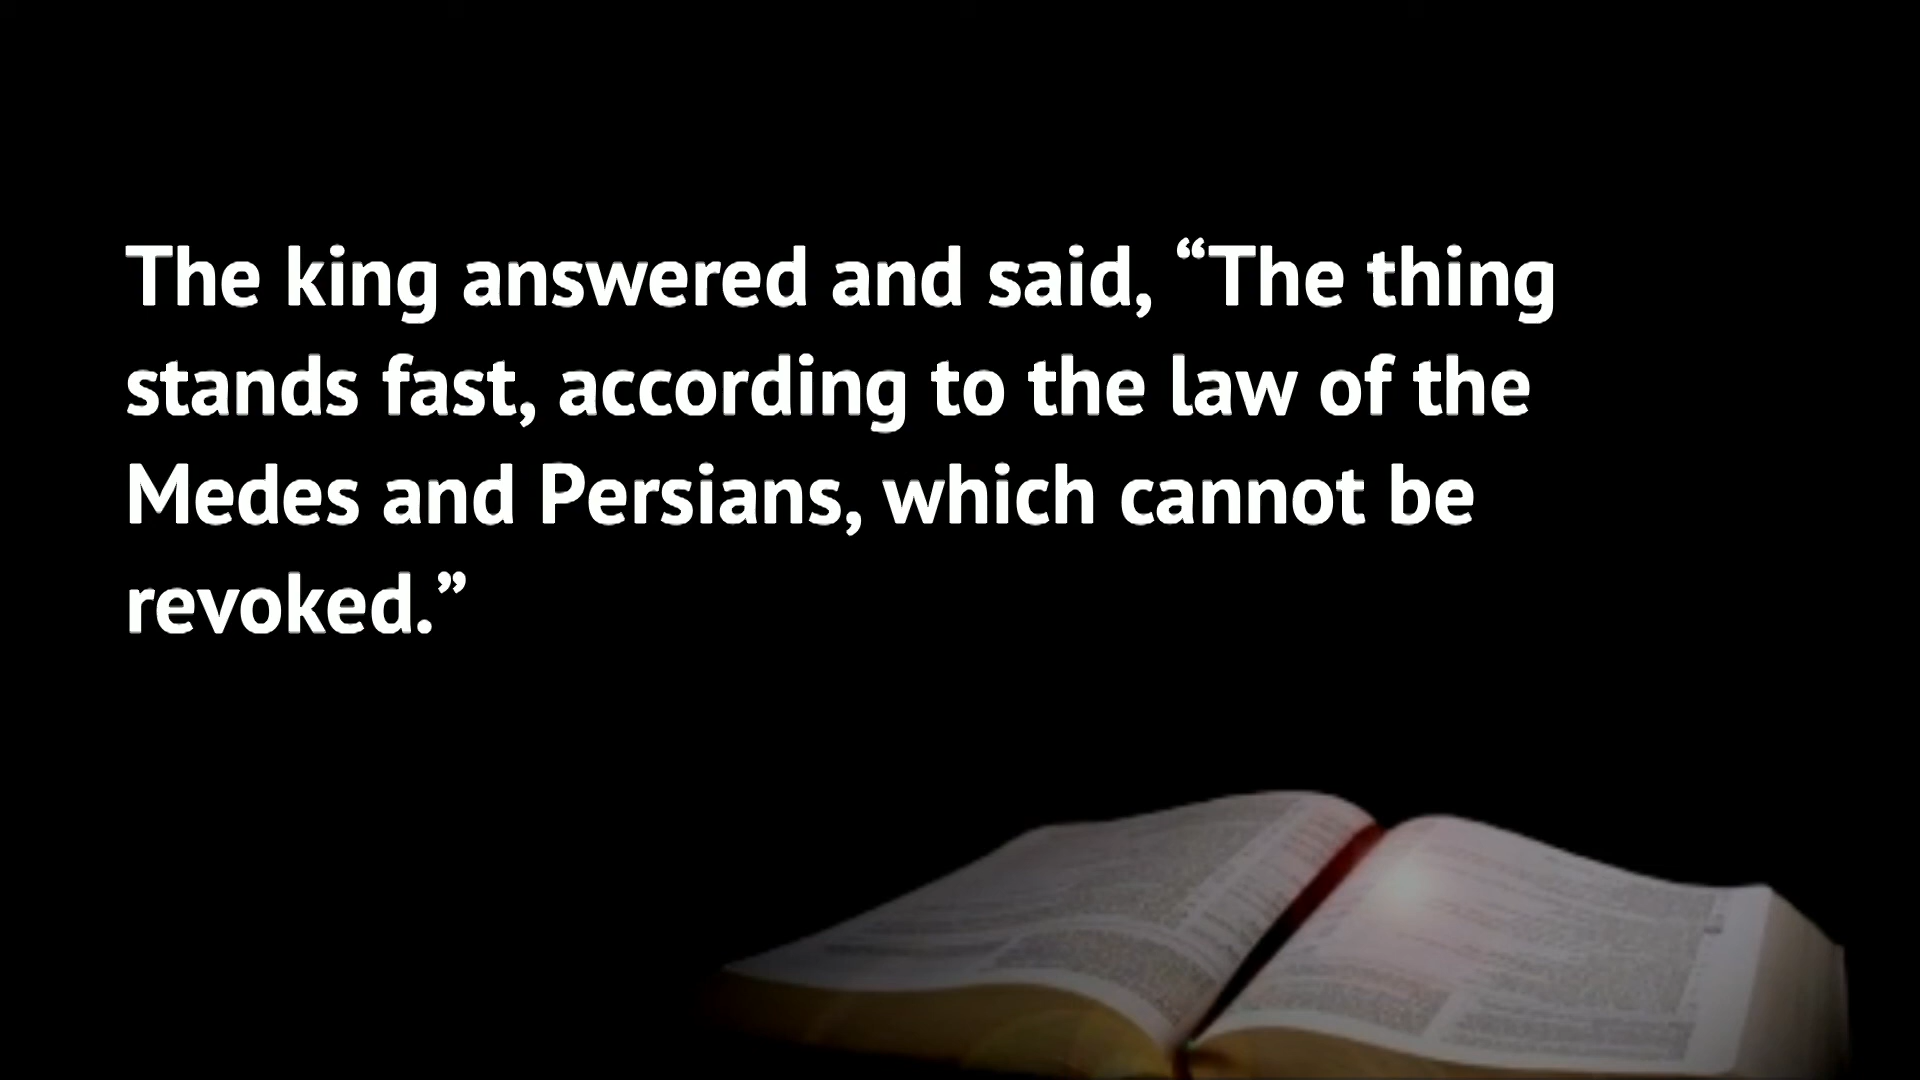 The king answered and said, “The thing
stands fast, according to the law of the
Medes and Persians, which cannot be
revoked.”